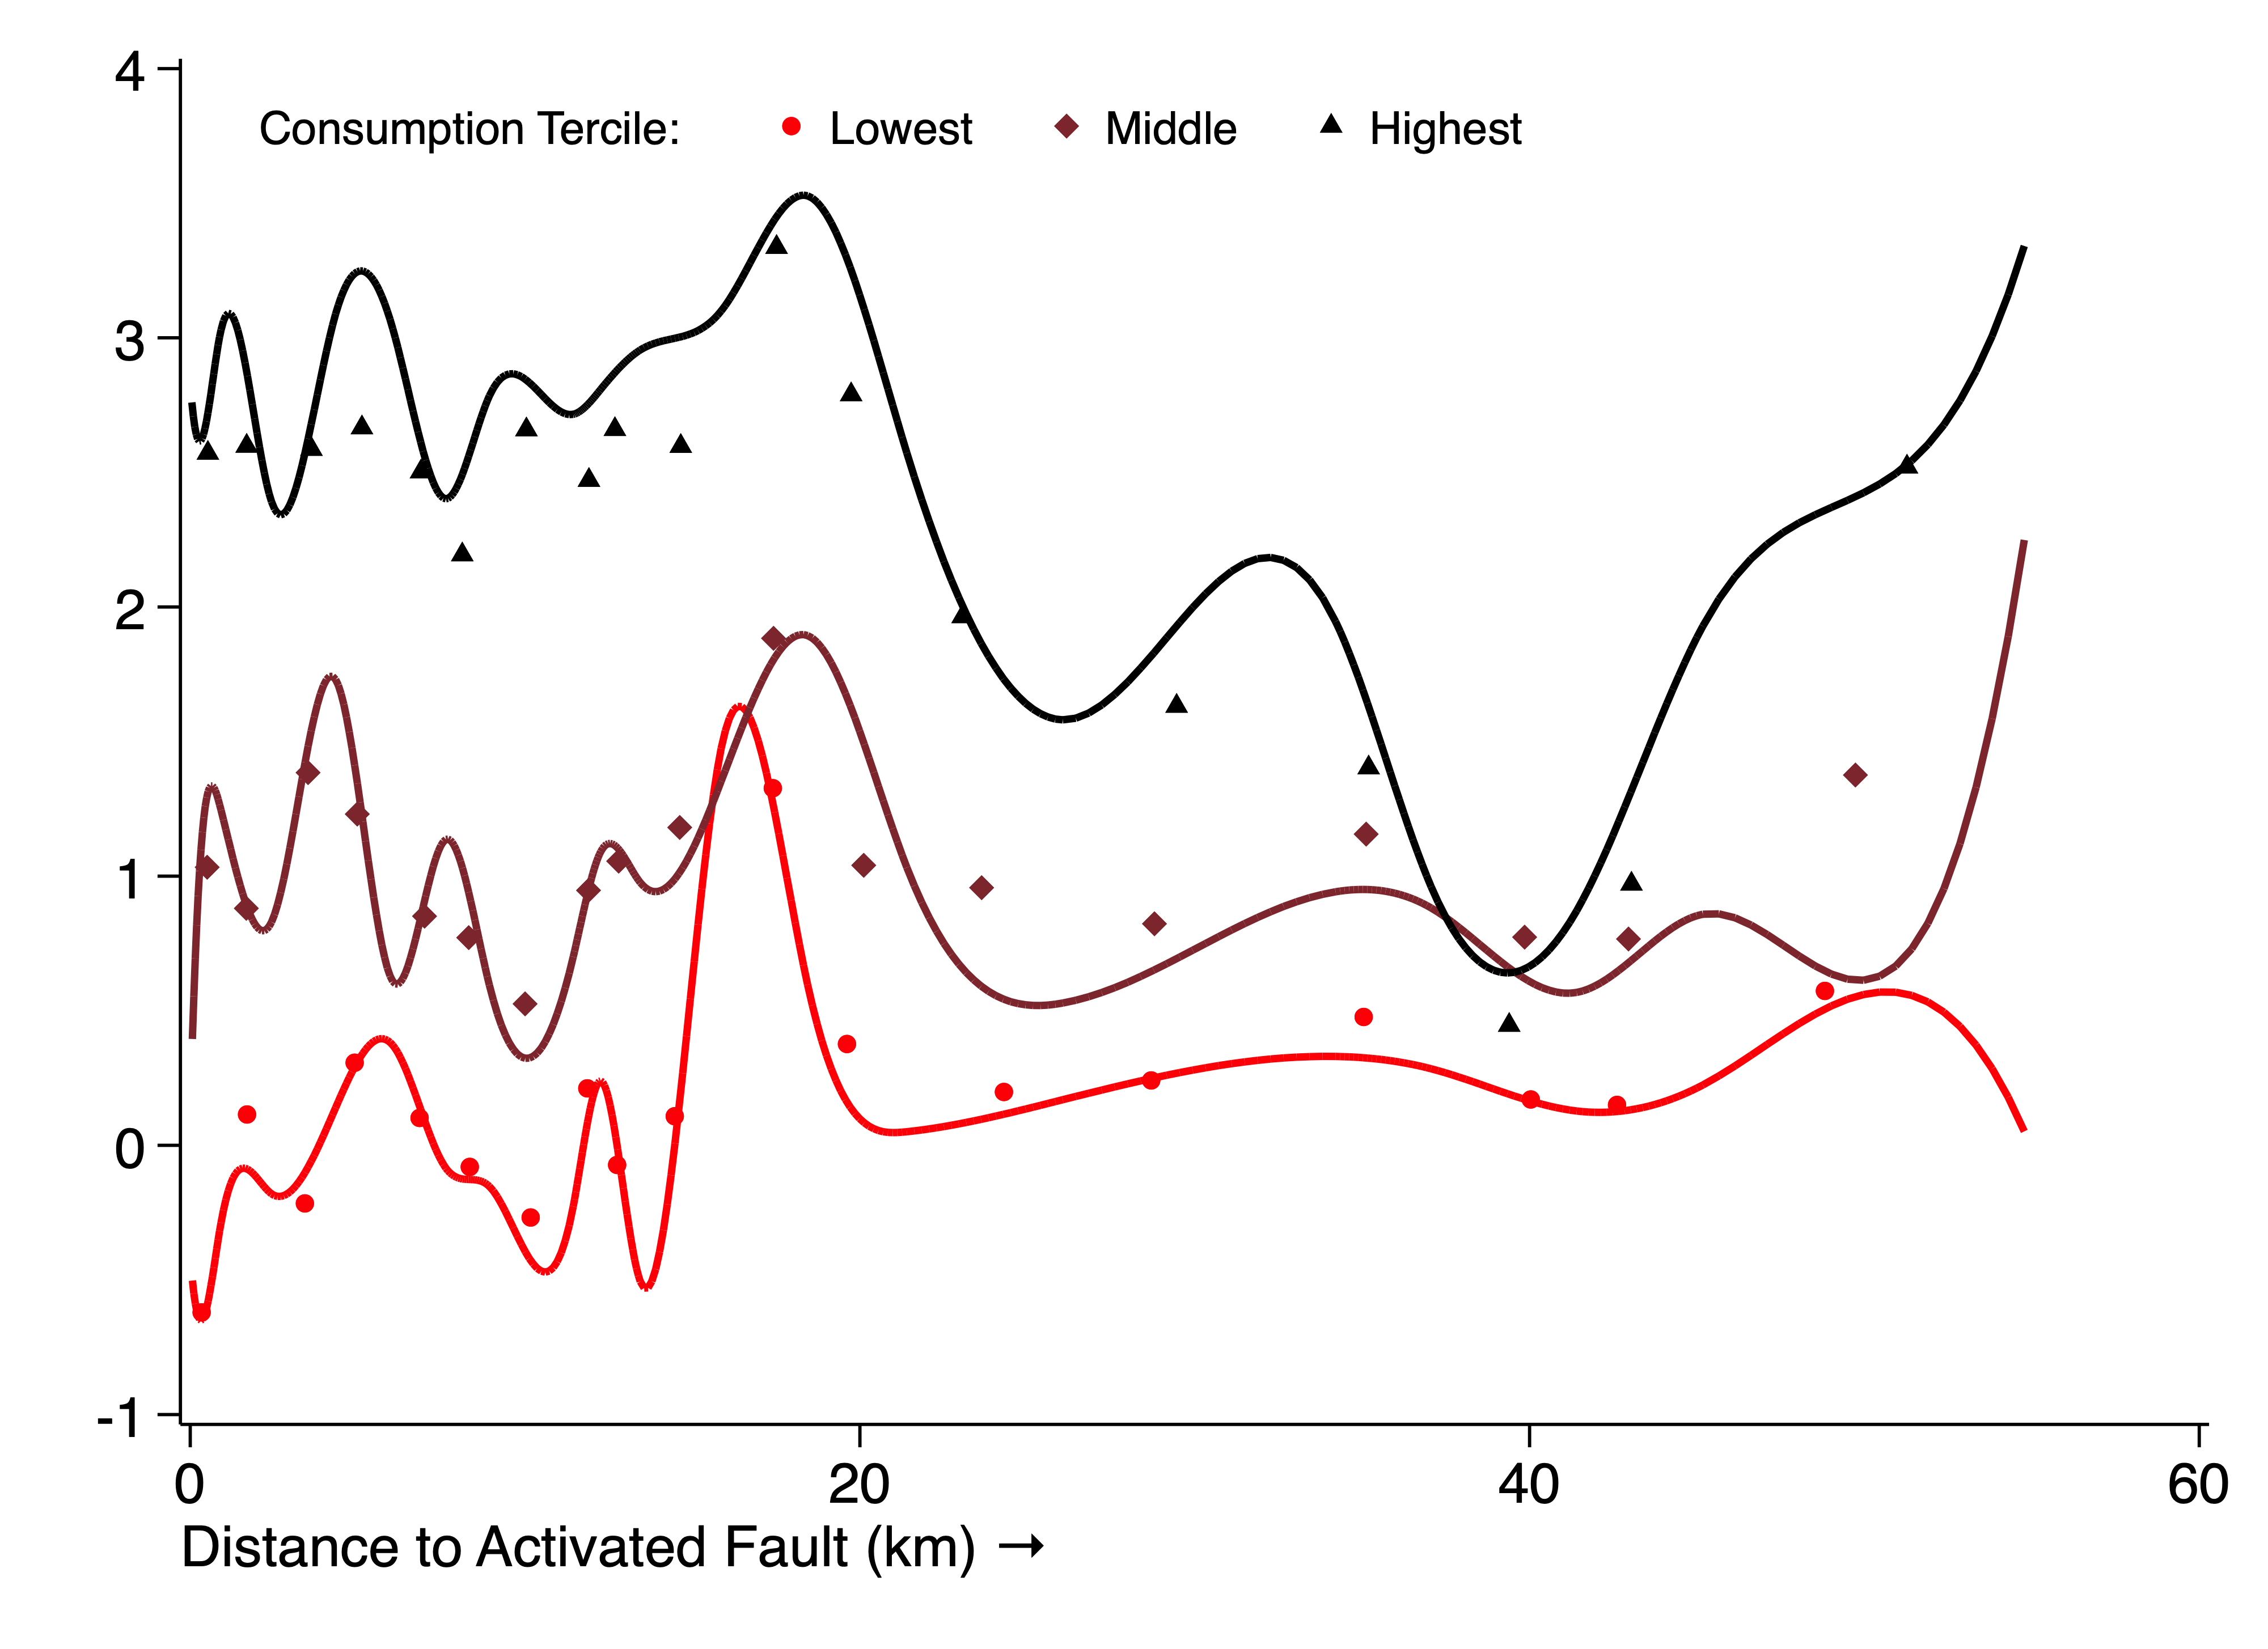 4
Consumption Tercile: Lowest Middle Highest
3
2
1
0
-1
0 20 40 60
Distance to Activated Fault (km) →